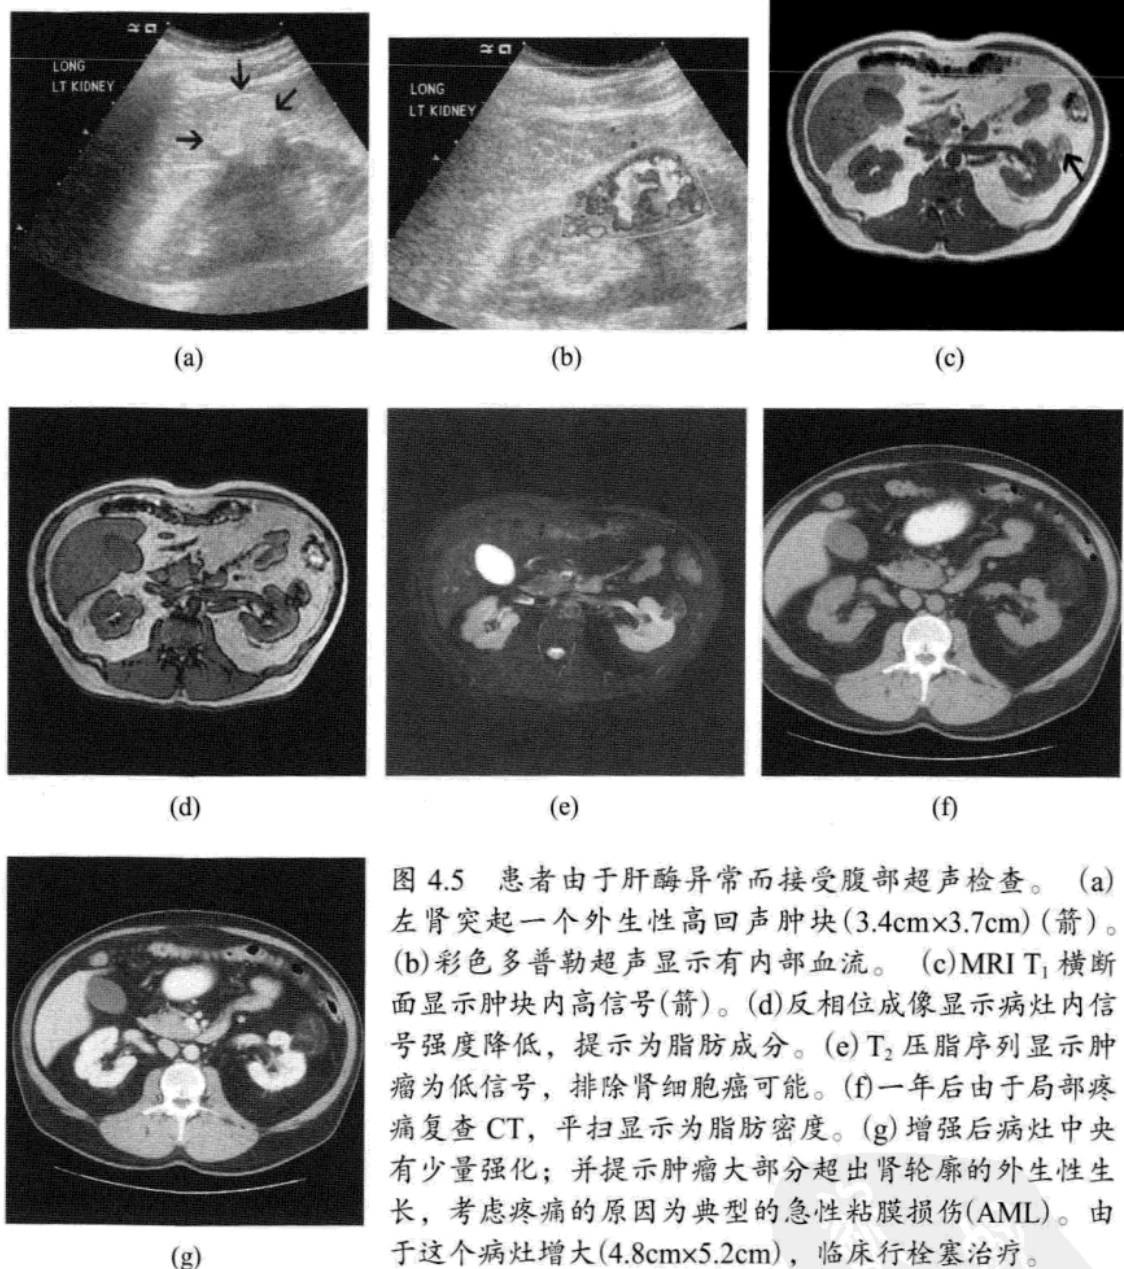 LONG
LT KIDNEY
LONG
LT KIDNEY
(a)
(b)
(c)
(d)
(e)
(f)
(g)
图 4.5 患者由于肝酶异常而接受腹部超声检查。 (a)
左肾突起一个外生性高回声肿块(3.4cm×3.7cm) (箭)。
(b)彩色多普勒超声显示有内部血流。 (c)MRI T₁ 横断
面显示肿块内高信号(箭)。(d)反相位成像显示病灶内信
号强度降低，提示为脂肪成分。(e) T₂ 压脂序列显示肿
瘤为低信号，排除肾细胞癌可能。(f)一年后由于局部疼
痛复查 CT，平扫显示为脂肪密度。(g)增强后病灶中央
有少量强化；并提示肿瘤大部分超出肾轮廓的外生性生
长，考虑疼痛的原因为典型的急性粘膜损伤(AML)。由
于这个病灶增大(4.8cm×5.2cm)，临床行栓塞治疗。